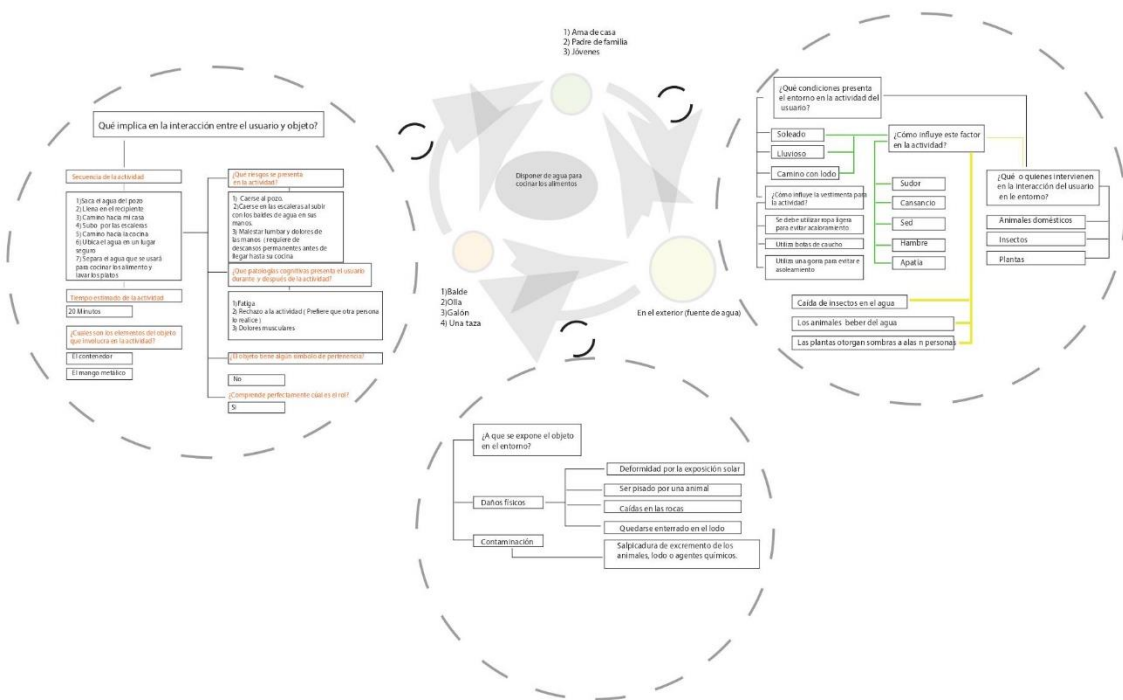 1) Ama de casa
2) Padre de familia
3) Jóvenes
Disponer de agua para
cocinar los alimentos
1)Balde
2)Olla
3)Galón
4) Una taza
En el exterior (fuente de agua)
Qué implica en la interacción entre el usuario y objeto?
Secuencia de la actividad
1)Saca el agua del pozo
2) Llena en el recipiente
3) Camino hacia mi casa
4) Subo por las escaleras
5) Camino hacia la cocina
6) Ubica el agua en un lugar
seguro
7) Separa el agua que se usará
para cocinar los alimento y
lavar los platos
Tiempo estimado de la actividad
20 Minutos
¿Cuales son los elementos del objeto
que involucra en la actividad?
El contenedor
El mango metálico
¿Qué riesgos se presenta
en la actividad?
1) Caerse al pozo.
2)Caerse en las escaleras al subir
con los baldes de agua en sus
manos.
3) Malestar lumbar y dolores de
las manos ( requiere de
descansos permanentes antes de
llegar hasta su cocina
¿Qué patologías cognitivas presenta el usuario
durante y después de la actividad?
1)Fatiga
2) Rechazo a la actividad ( Prefiere que otra persona
lo realice )
3) Dolores musculares
¿El objeto tiene algún símbolo de pertenencia?
No
¿Comprende perfectamente cuál es el rol?
Si
¿Qué condiciones presenta
el entorno en la actividad del
usuario?
Soleado
Lluvioso
Camino con lodo
¿Cómo influye la vestimenta para
la actividad?
Se debe utilizar ropa ligera
para evitar acaloramiento
Utiliza botas de caucho
Utiliza una gorra para evitar e
asoleamiento
¿Cómo influye este factor
en la actividad?
Sudor
Cansancio
Sed
Hambre
Apatía
¿Qué o quienes intervienen
en la interacción del usuario
en le entorno?
Animales domésticos
Insectos
Plantas
Caída de insectos en el agua
Los animales beber del agua
Las plantas otorgan sombras a alas n personas
¿A que se expone el objeto
en el entorno?
Daños físicos
Deformidad por la exposición solar
Ser pisado por una animal
Caídas en las rocas
Quedarse enterrado en el lodo
Contaminación
Salpicadura de excremento de los
animales, lodo o agentes químicos.